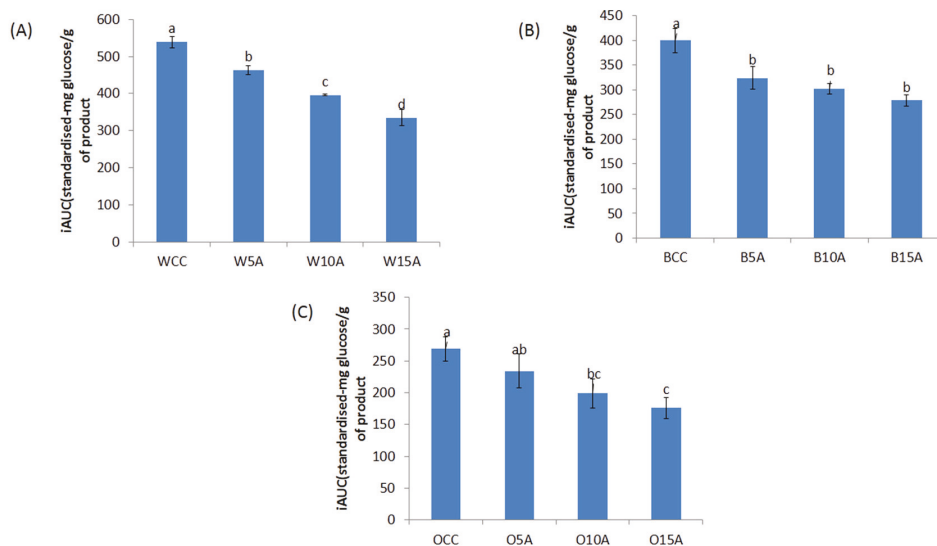 (A)
iAUC(standardised-mg glucose/g
of product
600
500
400
300
200
100
0
a
b
c
d
WCC W5A W10A W15A
(B)
iAUC(standardised-mg glucose/g
of product
450
400
350
300
250
200
150
100
50
0
a
b
b
b
BCC B5A B10A B15A
(C)
iAUC(standardised-mg glucose/g
of product
350
300
250
200
150
100
50
0
a
ab
bc
c
OCC O5A O10A O15A